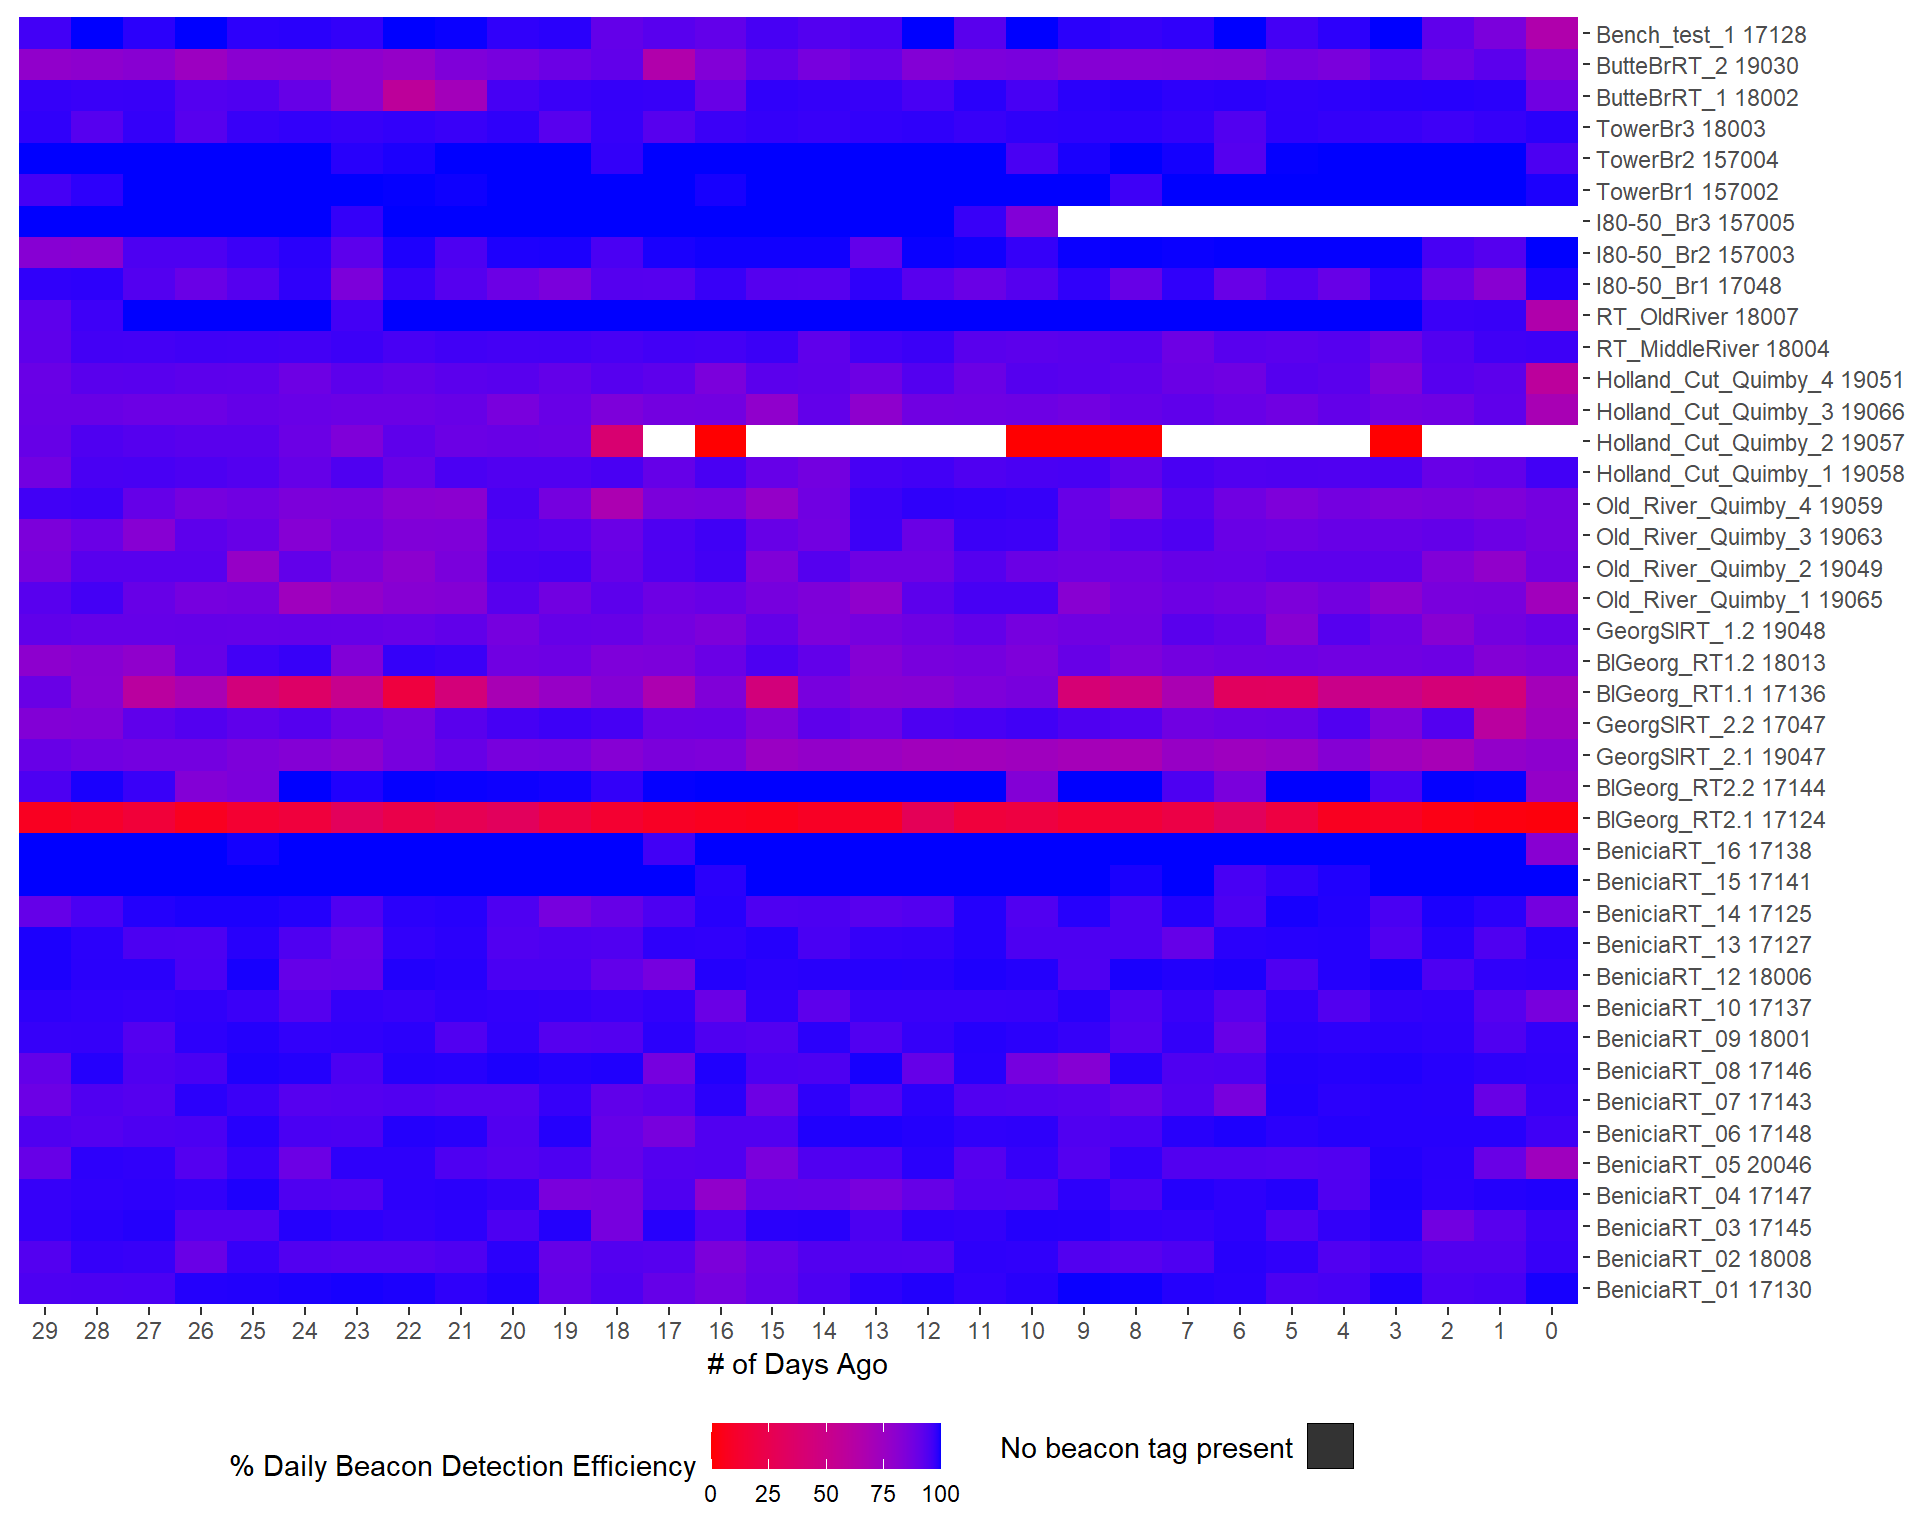 Bench_test_1 17128
ButteBrRT_2 19030
ButteBrRT_1 18002
TowerBr3 18003
TowerBr2 157004
TowerBr1 157002
I80-50_Br3 157005
I80-50_Br2 157003
I80-50_Br1 17048
RT_OldRiver 18007
RT_MiddleRiver 18004
Holland_Cut_Quimby_4 19051
Holland_Cut_Quimby_3 19066
Holland_Cut_Quimby_2 19057
Holland_Cut_Quimby_1 19058
Old_River_Quimby_4 19059
Old_River_Quimby_3 19063
Old_River_Quimby_2 19049
Old_River_Quimby_1 19065
GeorgSlRT_1.2 19048
BlGeorg_RT1.2 18013
BlGeorg_RT1.1 17136
GeorgSlRT_2.2 17047
GeorgSlRT_2.1 19047
BlGeorg_RT2.2 17144
BlGeorg_RT2.1 17124
BeniciaRT_16 17138
BeniciaRT_15 17141
BeniciaRT_14 17125
BeniciaRT_13 17127
BeniciaRT_12 18006
BeniciaRT_10 17137
BeniciaRT_09 18001
BeniciaRT_08 17146
BeniciaRT_07 17143
BeniciaRT_06 17148
BeniciaRT_05 20046
BeniciaRT_04 17147
BeniciaRT_03 17145
BeniciaRT_02 18008
BeniciaRT_01 17130
29 28 27 26 25 24 23 22 21 20 19 18 17 16 15 14 13 12 11 10 9 8 7 6 5 4 3 2 1 0
# of Days Ago
% Daily Beacon Detection Efficiency
0 25 50 75 100
No beacon tag present